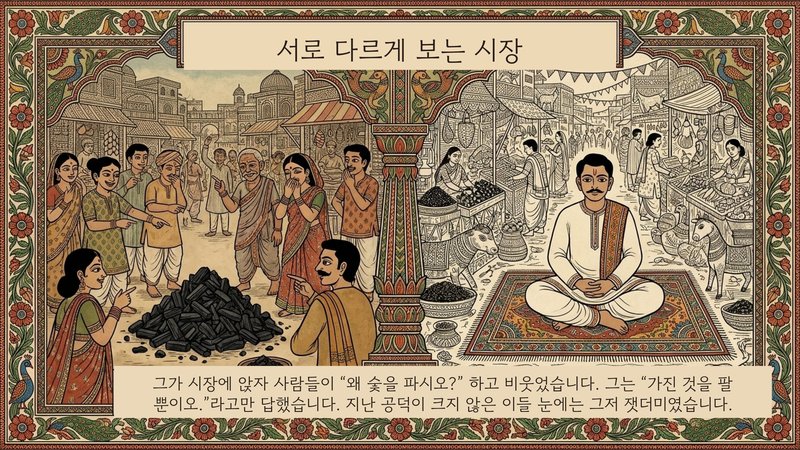 서로 다르게 보는 시장
그가 시장에 앉자 사람들이 “왜 숯을 파시오?” 하고 비웃었습니다. 그는 “가진 것을 팔
뿐이오.”라고만 답했습니다. 지난 공덕이 크지 않은 이들 눈에는 그저 잿더미였습니다.